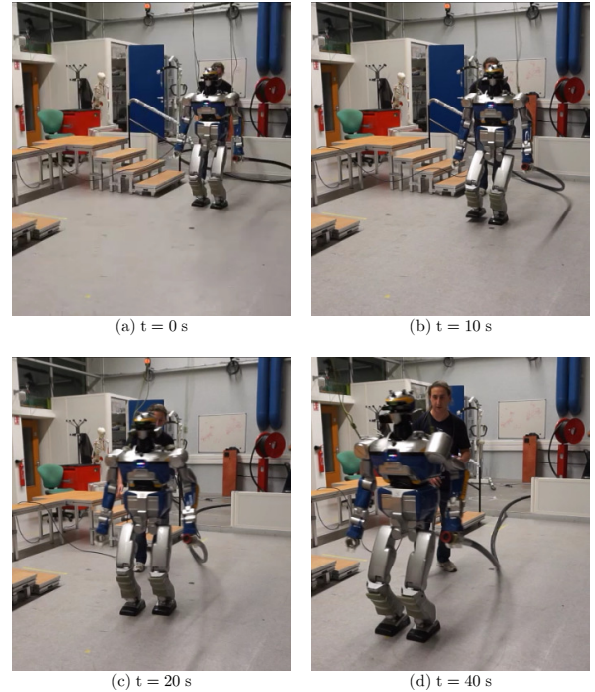 (a) t = 0 s
(b) t = 10 s
(c) t = 20 s
(d) t = 40 s